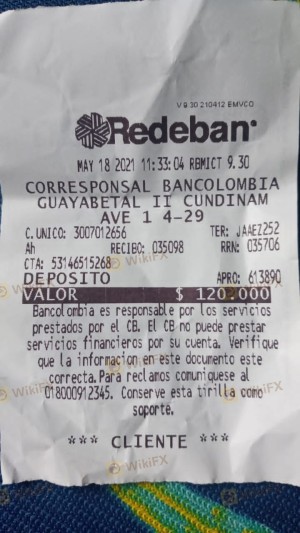 V 9.30 210412 EMVCO
Redeban
MAY 18 2021 11:33:04 RBMICT 9.30
CORRESPONSAL BANCOLOMBIA
GUAYABETAL II CUNDINAM
AVE 1 4-29
C.UNICO: 3007012656 TER: JAAEZ252
Ah RECIBO: 035098 RRN: 035706
CTA: 53146515268
DEPOSITO APRO: 613890
VALOR $ 120.000
Bancolombia es responsable por los servicios
prestados por el CB. El CB no puede prestar
servicios financieros por su cuenta. Verifique
que la informacion en este documento este
correcta. Para reclamos comuniquese al
018000912345. Conserve esta tirilla como
soporte.
*** CLIENTE ***
WikiFX